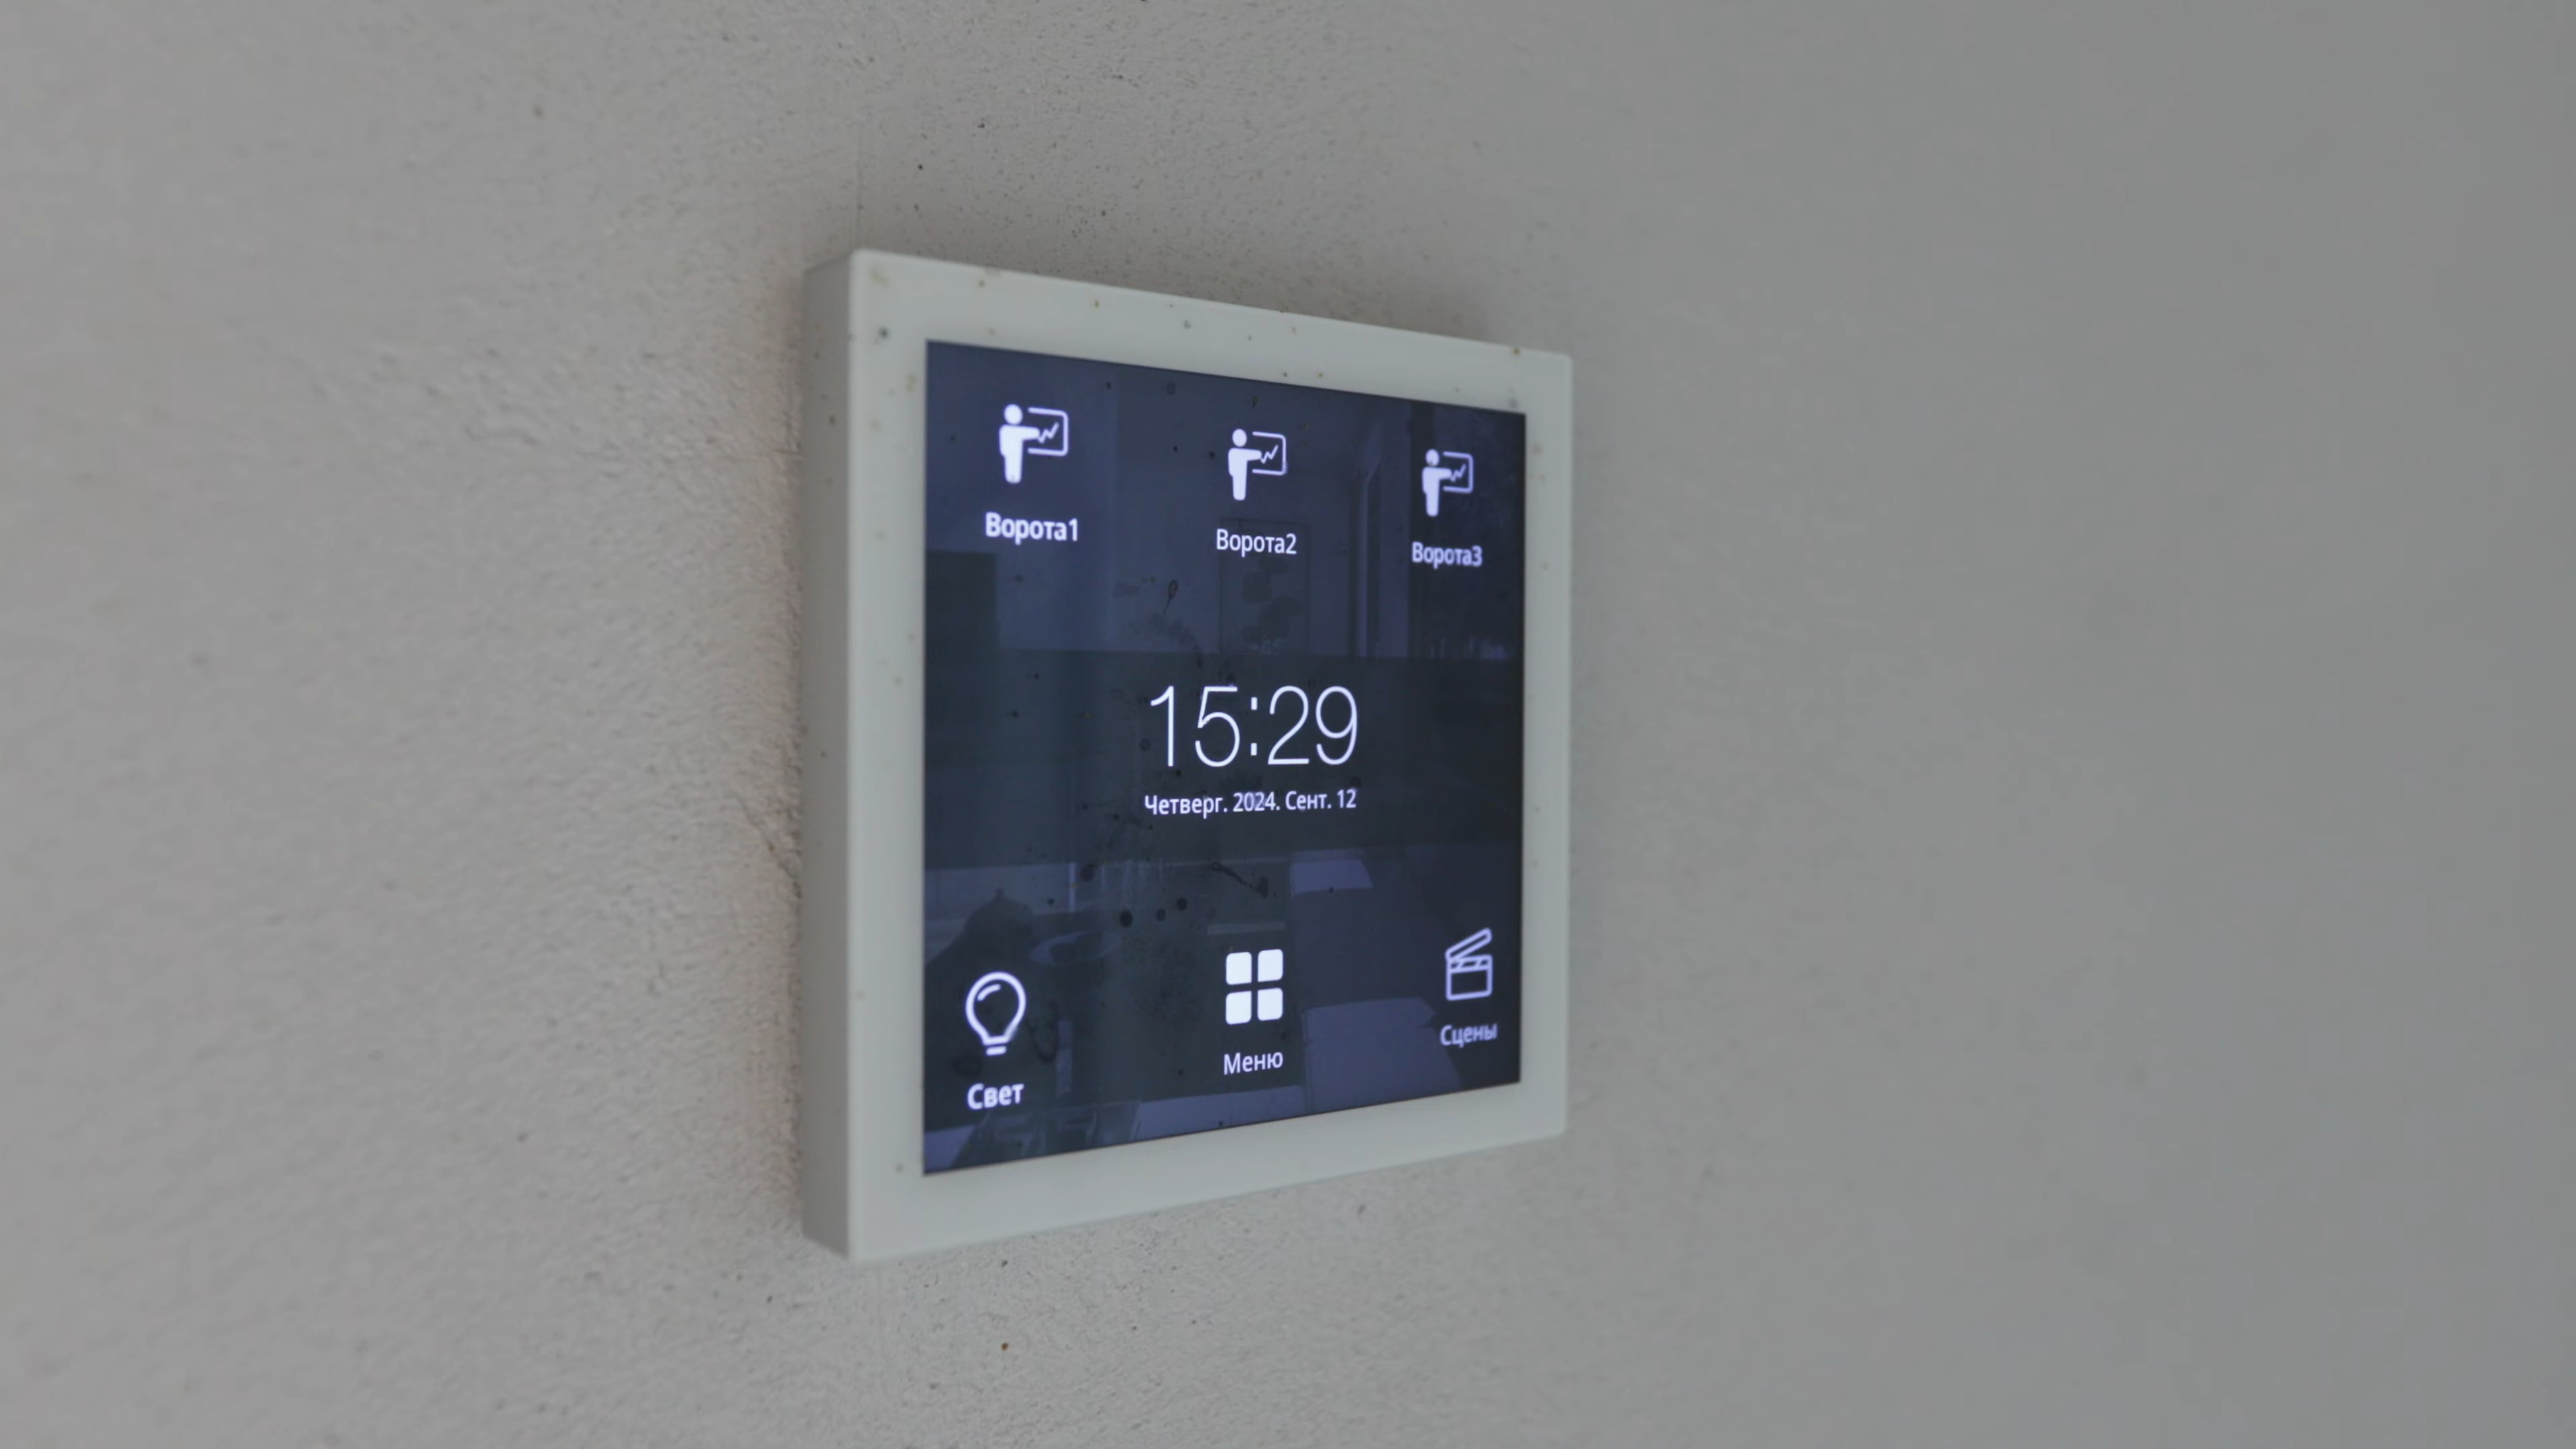 Ворота1
Ворота2
Ворота3
15:29
Четверг. 2024. Сент. 12
Свет
Меню
Сцены